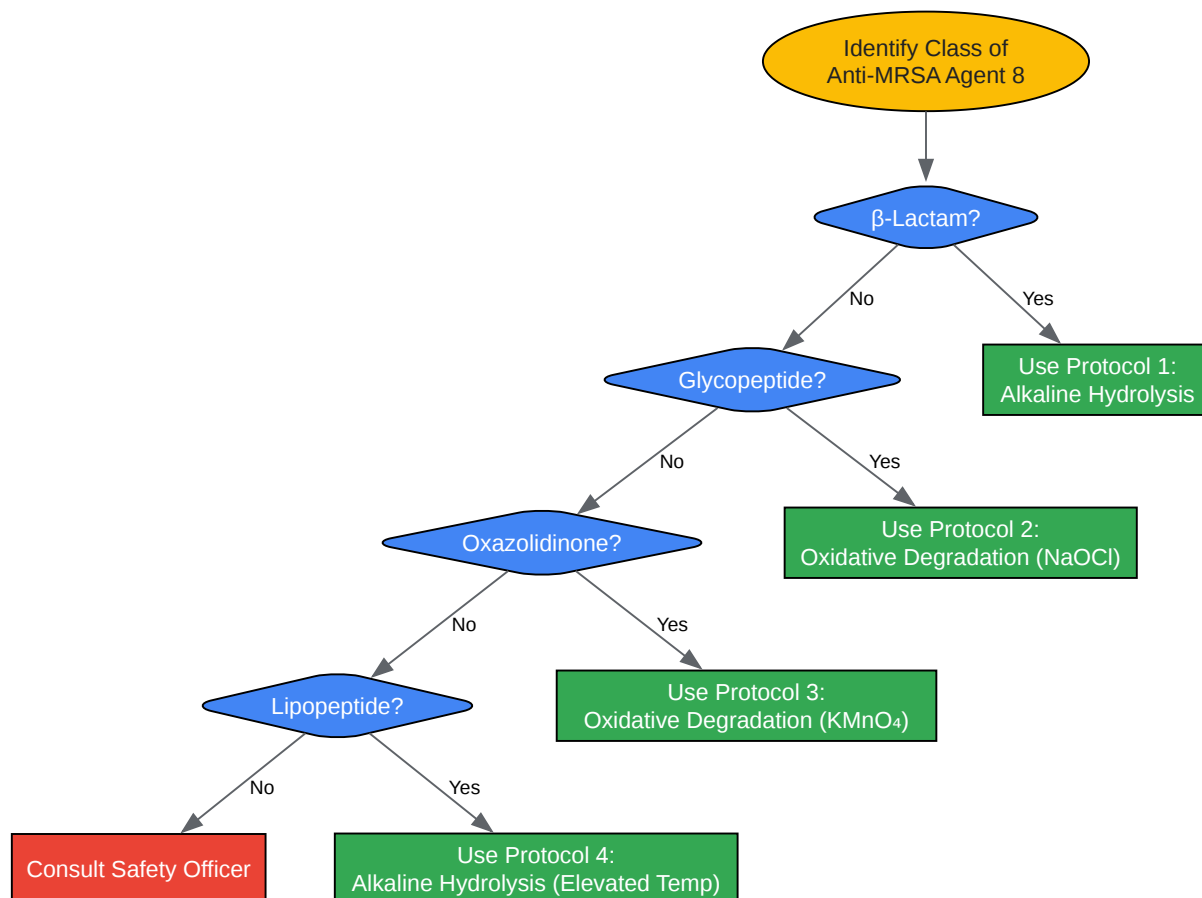 Identify Class of
Anti-MRSA Agent 8
β-Lactam?
No
Yes
Use Protocol 1:
Alkaline Hydrolysis
Glycopeptide?
No
Yes
Use Protocol 2:
Oxidative Degradation (NaOCl)
Oxazolidinone?
No
Yes
Use Protocol 3:
Oxidative Degradation (KMnO₄)
Lipopeptide?
No
Yes
Consult Safety Officer
Use Protocol 4:
Alkaline Hydrolysis (Elevated Temp)